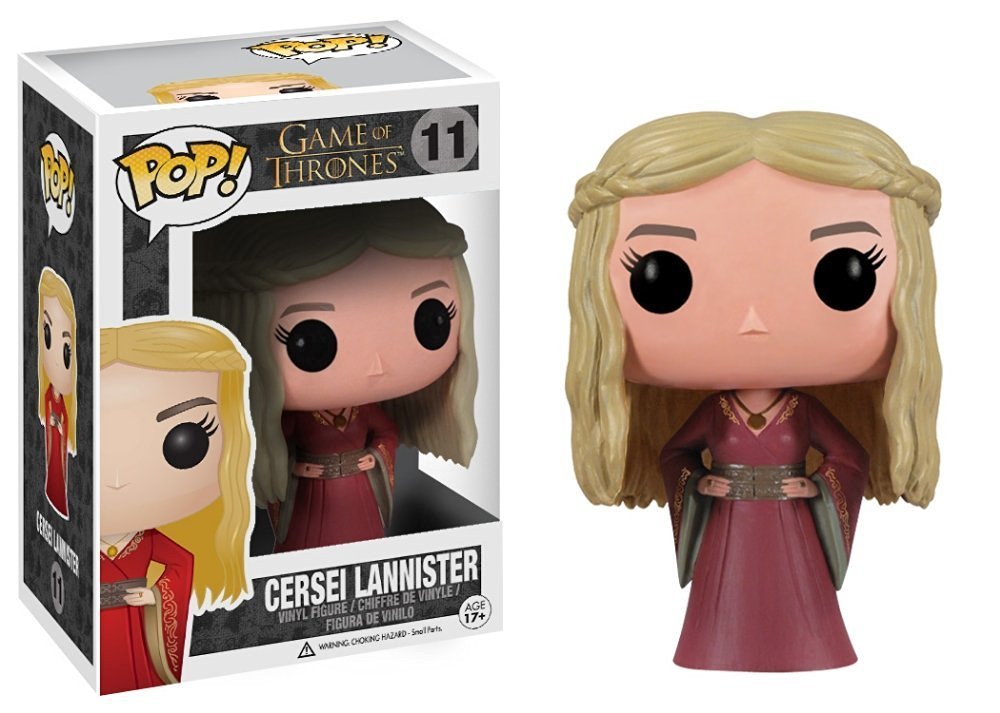 POP!
POP!
POP!
GAME OF
THRONES™
11
CERSEI LANNISTER
11
CERSEI LANNISTER
VINYL FIGURE / CHIFFRE DE VINYLE /
FIGURA DE VINILO
AGE
17+
WARNING: CHOKING HAZARD - Small Parts.